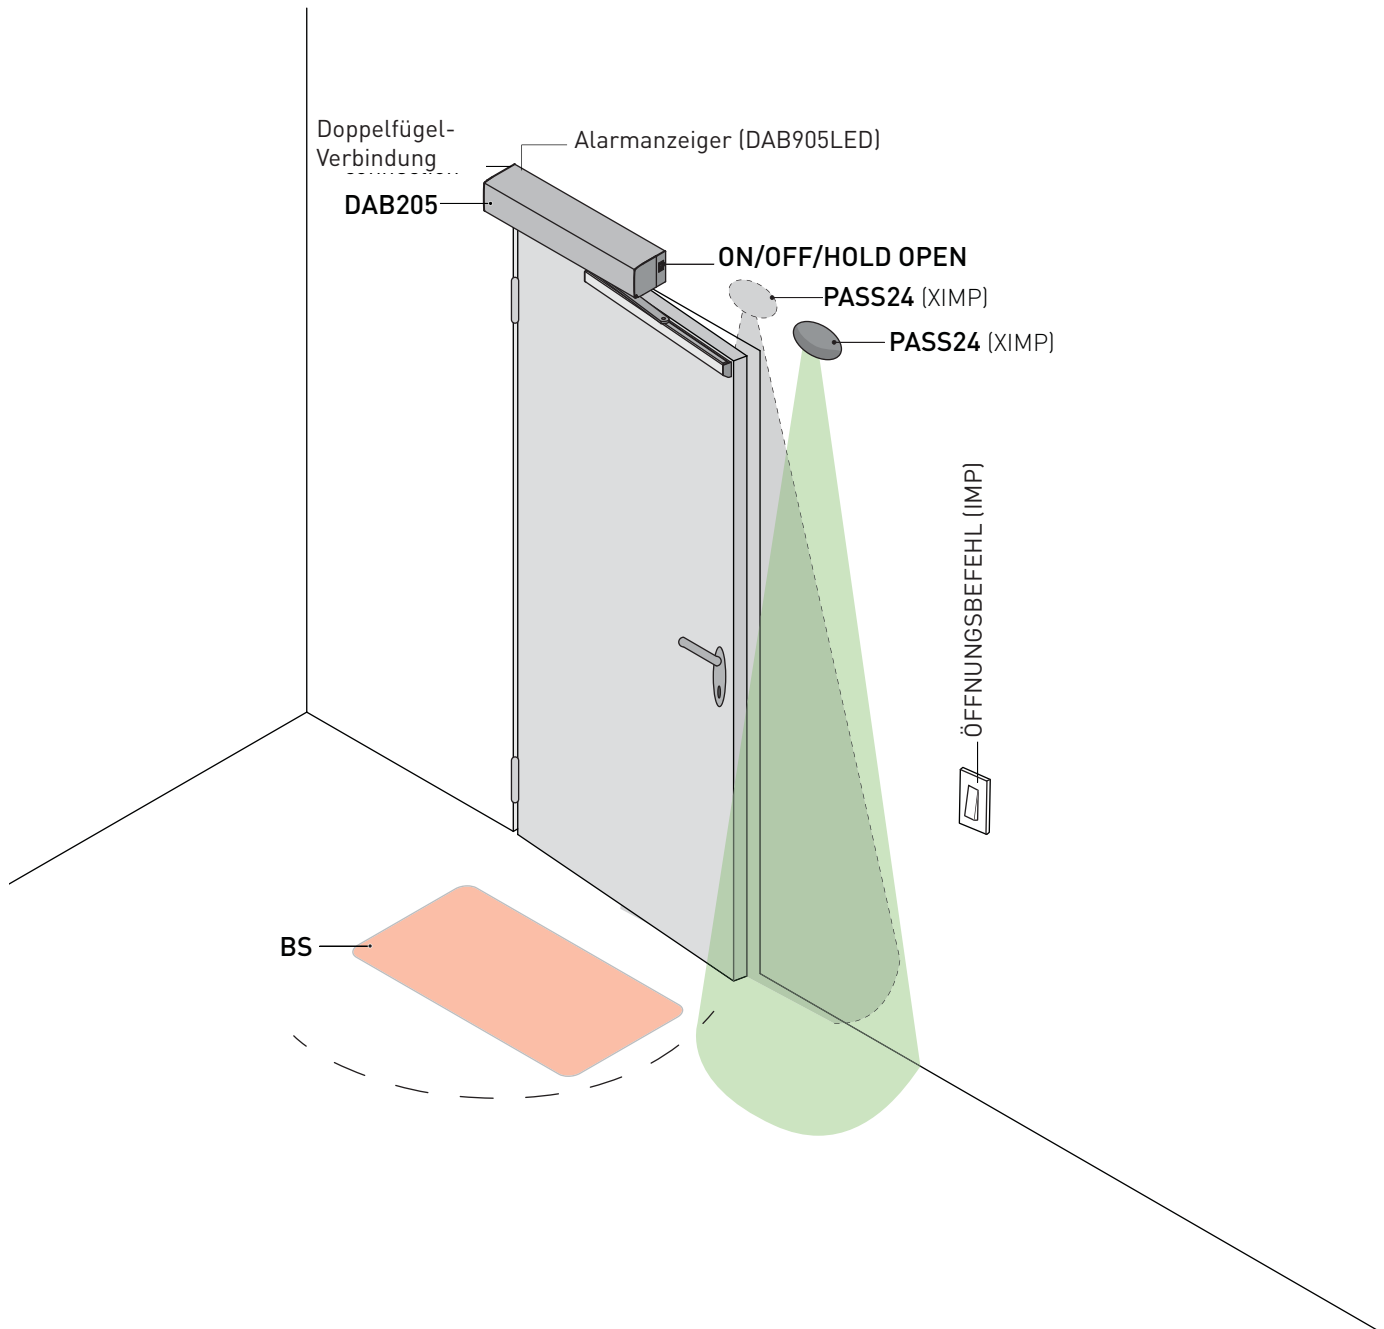 Doppelfügel-
Verbindung
Alarmanzeiger (DAB905LED)
DAB205
ON/OFF/HOLD OPEN
PASS24 (XIMP)
PASS24 (XIMP)
ÖFFNUNGSBEFEHL (IMP)
BS